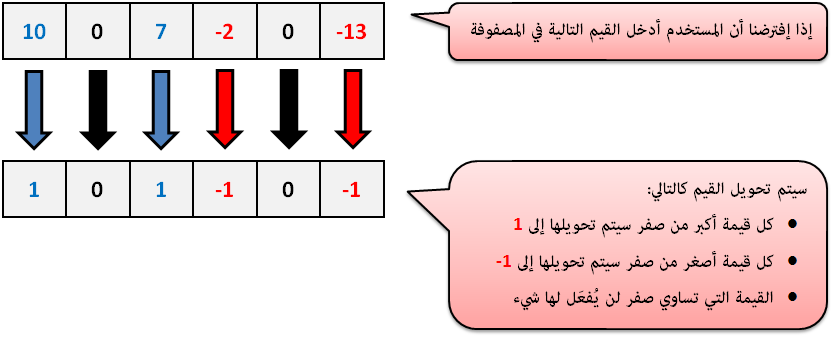 10 0 7 -2 0 -13
إذا إفترضنا أن المستخدم أدخل القيم التالية في المصفوفة
1 0 1 -1 0 -1
سيتم تحويل القيم كالتالي:
● كل قيمة أكبر من صفر سيتم تحويلها إلى 1
● كل قيمة أصغر من صفر سيتم تحويلها إلى 1-
● القيمة التي تساوي صفر لن يُفعَل لها شيء